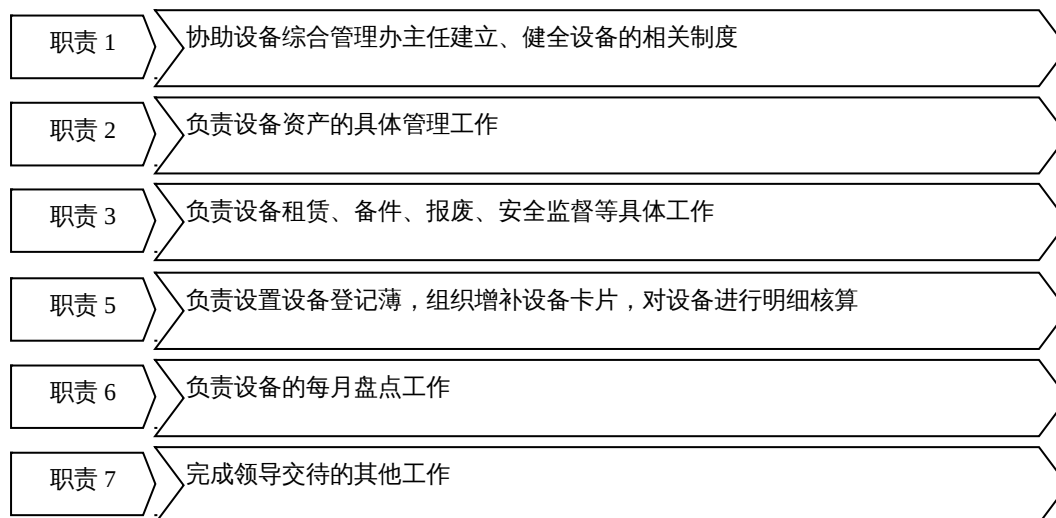 职责 1
协助设备综合管理办主任建立、健全设备的相关制度
职责 2
负责设备资产的具体管理工作
职责 3
负责设备租赁、备件、报废、安全监督等具体工作
职责 5
负责设置设备登记薄，组织增补设备卡片，对设备进行明细核算
职责 6
负责设备的每月盘点工作
职责 7
完成领导交待的其他工作